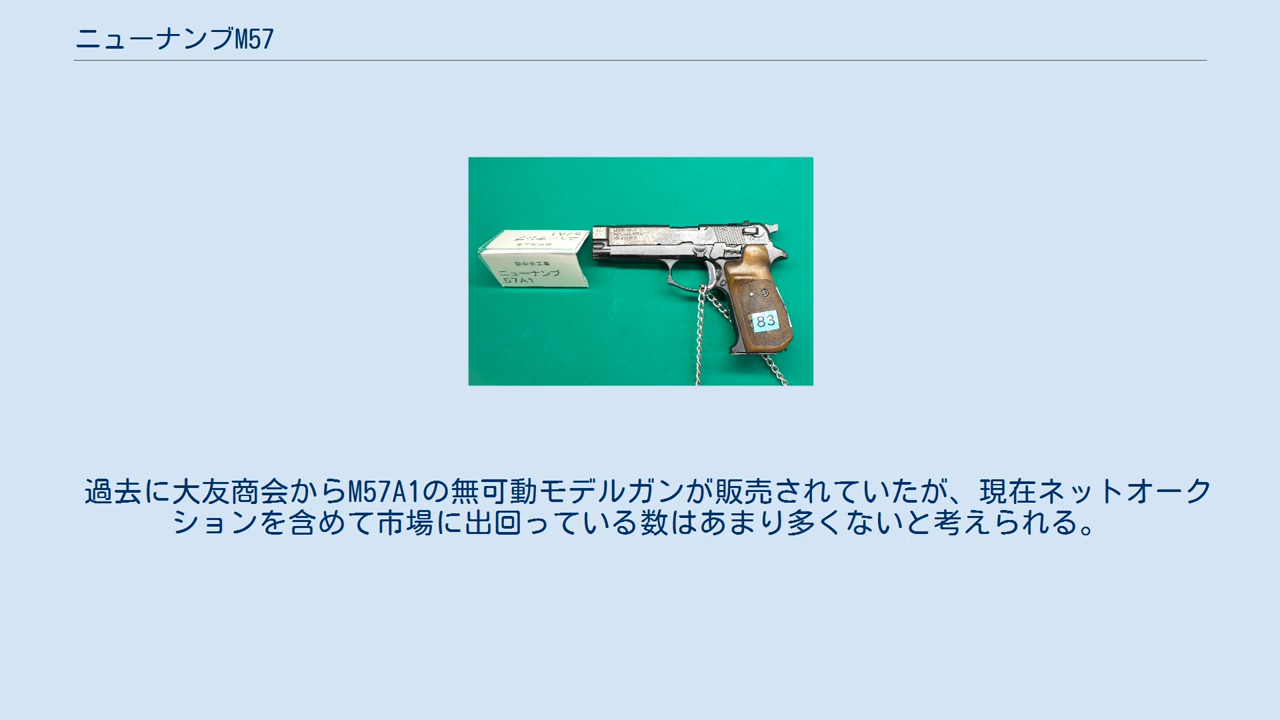 ニューナンブM57
ニューナンブ
57A1
83
過去に大友商会からM57A1の無可動モデルガンが販売されていたが、現在ネットオーク
ションを含めて市場に出回っている数はあまり多くないと考えられる。